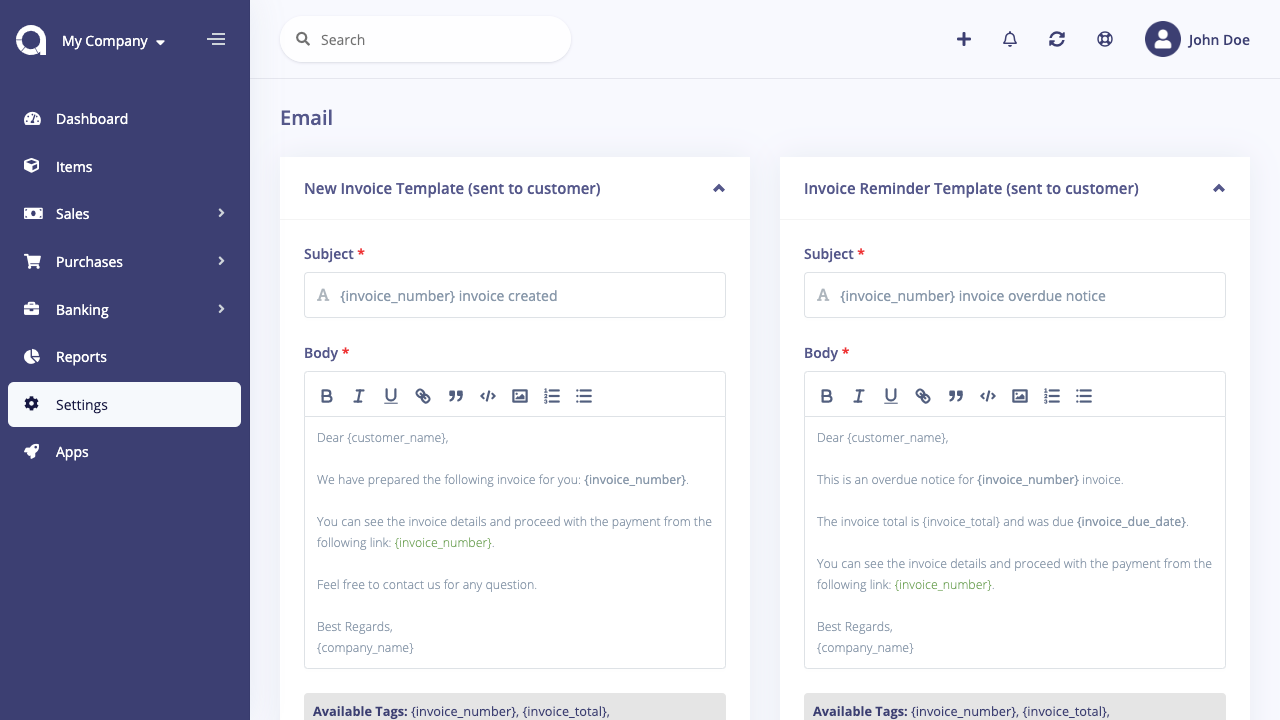 My Company
Search
John Doe
Dashboard
Items
Sales
Purchases
Banking
Reports
Settings
Apps
Email
New Invoice Template (sent to customer)
Subject *
{invoice_number} invoice created
Body *
Dear {customer_name},
We have prepared the following invoice for you: {invoice_number}.
You can see the invoice details and proceed with the payment from the
following link: {invoice_number}.
Feel free to contact us for any question.
Best Regards,
{company_name}
Available Tags: {invoice_number}, {invoice_total},
Invoice Reminder Template (sent to customer)
Subject *
{invoice_number} invoice overdue notice
Body *
Dear {customer_name},
This is an overdue notice for {invoice_number} invoice.
The invoice total is {invoice_total} and was due {invoice_due_date}.
You can see the invoice details and proceed with the payment from the
following link: {invoice_number}.
Best Regards,
{company_name}
Available Tags: {invoice_number}, {invoice_total},